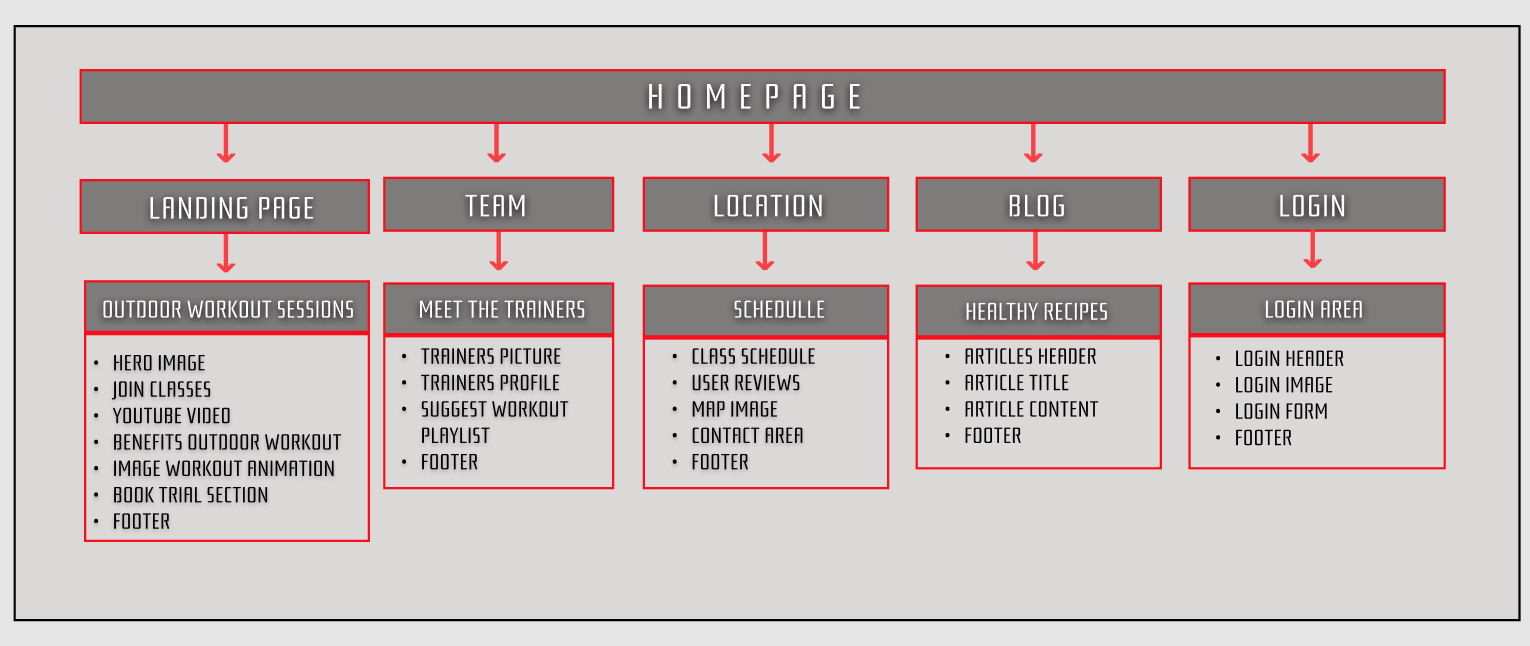 HOMEPAGE
LANDING PAGE
TEAM
LOCATION
BLOG
LOGIN
OUTDOOR WORKOUT SESSIONS
• HERO IMAGE
• JOIN CLASSES
• YOUTUBE VIDEO
• BENEFITS OUTDOOR WORKOUT
• IMAGE WORKOUT ANIMATION
• BOOK TRIAL SECTION
• FOOTER
MEET THE TRAINERS
• TRAINERS PICTURE
• TRAINERS PROFILE
• SUGGEST WORKOUT
PLAYLIST
• FOOTER
SCHEDULLE
• CLASS SCHEDULE
• USER REVIEWS
• MAP IMAGE
• CONTACT AREA
• FOOTER
HEALTHY RECIPES
• ARTICLES HEADER
• ARTICLE TITLE
• ARTICLE CONTENT
• FOOTER
LOGIN AREA
• LOGIN HEADER
• LOGIN IMAGE
• LOGIN FORM
• FOOTER